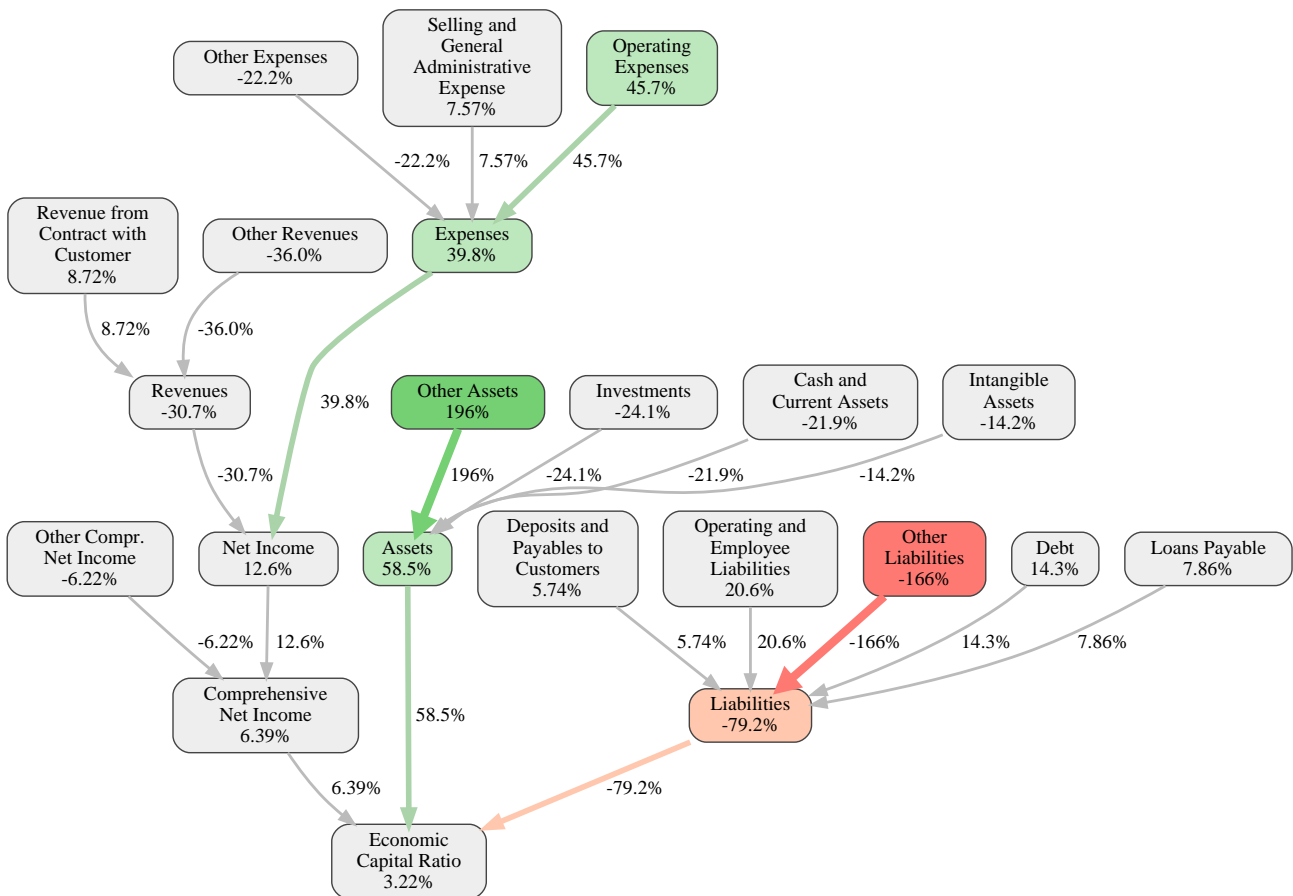 Other Expenses
-22.2%
Selling and
General
Administrative
Expense
7.57%
Operating
Expenses
45.7%
-22.2%
7.57%
45.7%
Revenue from
Contract with
Customer
8.72%
Other Revenues
-36.0%
Expenses
39.8%
8.72%
-36.0%
39.8%
Revenues
-30.7%
Other Assets
196%
Investments
-24.1%
Cash and
Current Assets
-21.9%
Intangible
Assets
-14.2%
-30.7%
196%
-24.1%
-21.9%
-14.2%
Other Compr.
Net Income
-6.22%
Net Income
12.6%
Assets
58.5%
Deposits and
Payables to
Customers
5.74%
Operating and
Employee
Liabilities
20.6%
Other
Liabilities
-166%
Debt
14.3%
Loans Payable
7.86%
-6.22%
12.6%
5.74%
20.6%
-166%
14.3%
7.86%
Comprehensive
Net Income
6.39%
58.5%
Liabilities
-79.2%
6.39%
-79.2%
Economic
Capital Ratio
3.22%